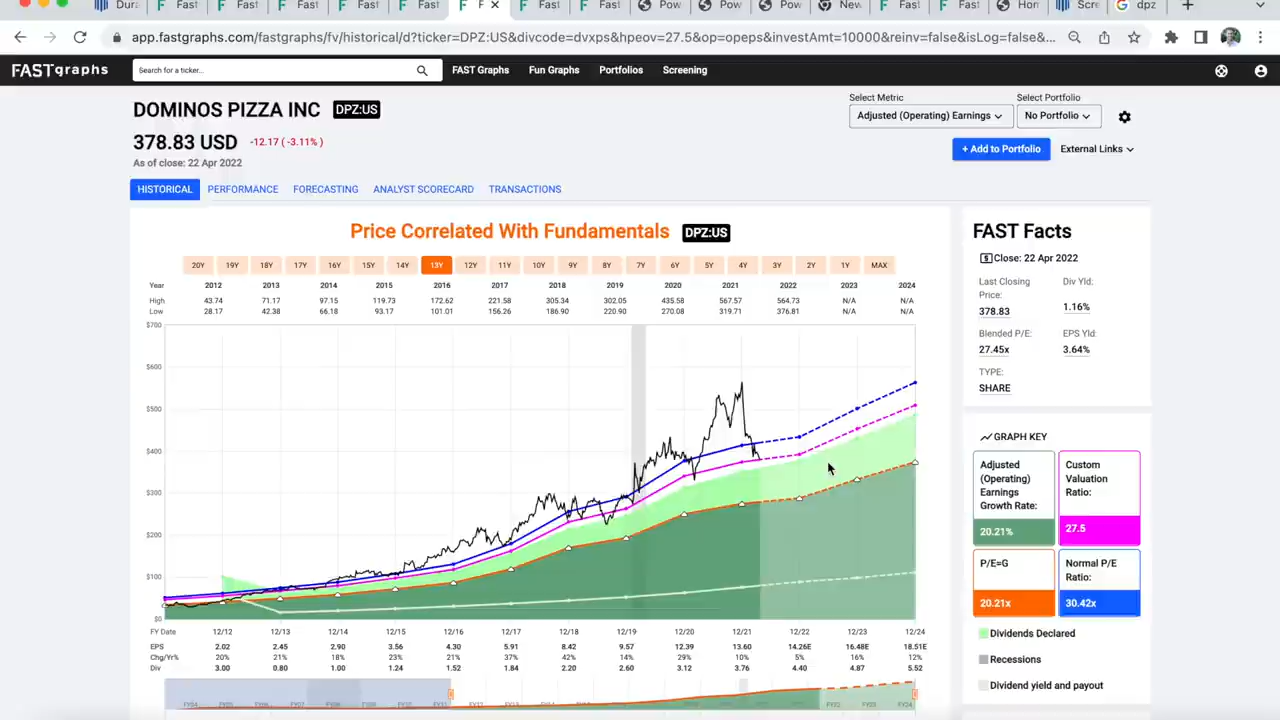 Dura Fast F Fast Fast Fast F Fast Fast Pow Pow Pow New Fast Fast Hor Scre dpz
app.fastgraphs.com/fastgraphs/fv/historical/d?ticker=DPZ:US&divcode=dvxps&hpeov=27.5&op=opeps&investAmt=10000&reinv=false&isLog=false&...
FASTgraphs Search for a ticker... FAST Graphs Fun Graphs Portfolios Screening
DOMINOS PIZZA INC DPZ:US
Select Metric Select Portfolio
Adjusted (Operating) Earnings No Portfolio
378.83 USD -12.17 ( -3.11% )
As of close: 22 Apr 2022
+ Add to Portfolio External Links
HISTORICAL PERFORMANCE FORECASTING ANALYST SCORECARD TRANSACTIONS
Price Correlated With Fundamentals DPZ:US
20Y 19Y 18Y 17Y 16Y 15Y 14Y 13Y 12Y 11Y 10Y 9Y 8Y 7Y 6Y 5Y 4Y 3Y 2Y 1Y MAX
Year 2012 2013 2014 2015 2016 2017 2018 2019 2020 2021 2022 2023 2024
High 43.74 71.17 97.15 119.73 172.62 221.58 305.34 302.05 435.58 567.57 564.73 N/A N/A
Low 28.17 42.38 66.18 93.17 101.01 156.26 186.90 220.90 270.08 319.71 376.81 N/A N/A
$700
$600
$500
$400
$300
$200
$100
$0
FY Date 12/12 12/13 12/14 12/15 12/16 12/17 12/18 12/19 12/20 12/21 12/22 12/23 12/24
EPS 2.02 2.45 2.90 3.56 4.30 5.91 8.42 9.57 12.39 13.60 14.26E 16.48E 18.51E
Chg/Yr% 20% 21% 18% 23% 21% 37% 42% 14% 29% 10% 5% 16% 12%
Div 3.00 0.80 1.00 1.24 1.52 1.84 2.20 2.60 3.12 3.76 4.40 4.87 5.52
FAST Facts
Close: 22 Apr 2022
Last Closing Price: 378.83
Div Yld: 1.16%
Blended P/E: 27.45x
EPS Yld: 3.64%
TYPE:
SHARE
GRAPH KEY
Adjusted (Operating) Earnings Growth Rate:
20.21%
Custom Valuation Ratio:
27.5
P/E=G
20.21x
Normal P/E Ratio:
30.42x
Dividends Declared
Recessions
Dividend yield and payout